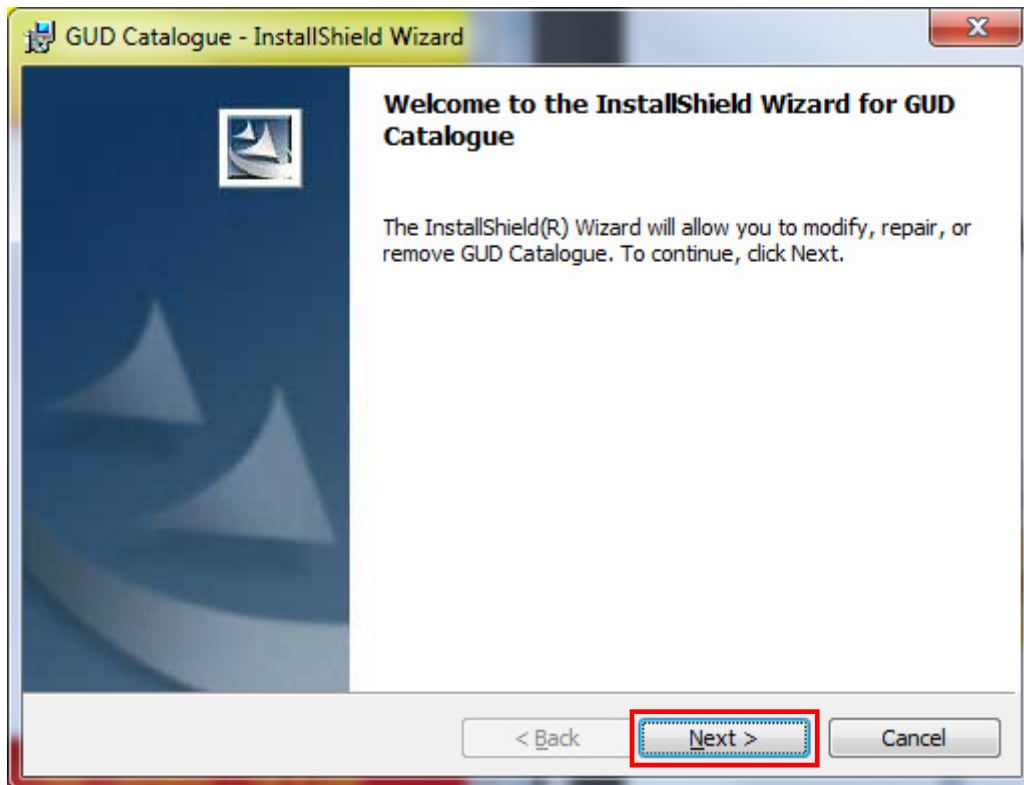 GUD Catalogue - InstallShield Wizard
Welcome to the InstallShield Wizard for GUD
Catalogue
The InstallShield(R) Wizard will allow you to modify, repair, or
remove GUD Catalogue. To continue, click Next.
< Back Next > Cancel